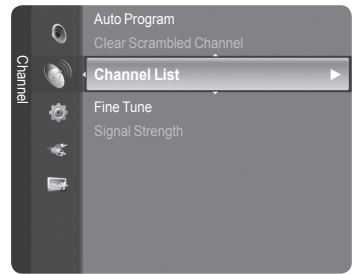 Channel
Auto Program
Clear Scrambled Channel
Channel List
Fine Tune
Signal Strength